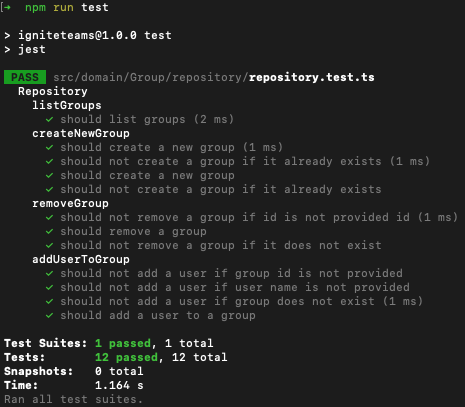 [→ npm run test
> igniteteams@1.0.0 test
> jest
PASS src/domain/Group/repository/repository.test.ts
Repository
listGroups
✓ should list groups (2 ms)
createNewGroup
✓ should create a new group (1 ms)
✓ should not create a group if it already exists (1 ms)
✓ should create a new group
✓ should not create a group if it already exists
removeGroup
✓ should not remove a group if id is not provided id (1 ms)
✓ should remove a group
✓ should not remove a group if it does not exist
addUserToGroup
✓ should not add a user if group id is not provided
✓ should not add a user if user name is not provided
✓ should not add a user if group does not exist (1 ms)
✓ should add a user to a group
Test Suites: 1 passed, 1 total
Tests: 12 passed, 12 total
Snapshots: 0 total
Time: 1.164 s
Ran all test suites.